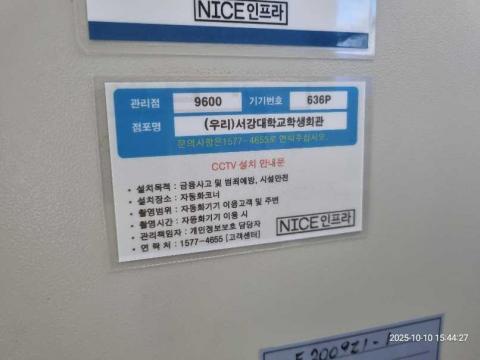 NICE인프라
관리점 9600 기기번호 636P
점포명 (우리)서강대학교학생회관
문의사항은1577-4655로 연락주십시오.
CCTV 설치 안내문
• 설치목적 : 금융사고 및 범죄예방, 시설안전
• 설치장소 : 자동화코너
• 촬영범위 : 자동화기기 이용고객 및 주변
• 촬영시간 : 자동화기기 이용 시
• 관리책임자 : 개인정보보호 담당자
• 연 락 처 : 1577-4655 [고객센터]
NICE인프라
2025-10-10 15:44:27